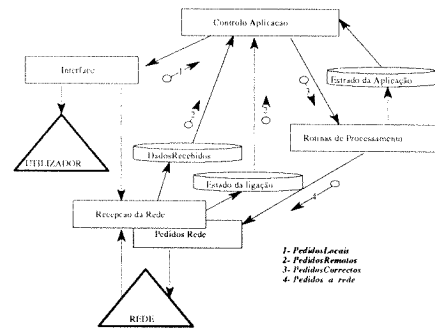 Controlo Aplicacao
1
Interface
3
Estrado da Aplicação
2
5
UTILIZADOR
DadosRecebidos
Rotinas de Processamento
Estado da ligação
4
Recepcao da Rede
Pedidos Rede
1- PedidosLocais
2- PedidosRemotos
3- PedidosCorrectos
4- Pedidos a rede
REDE